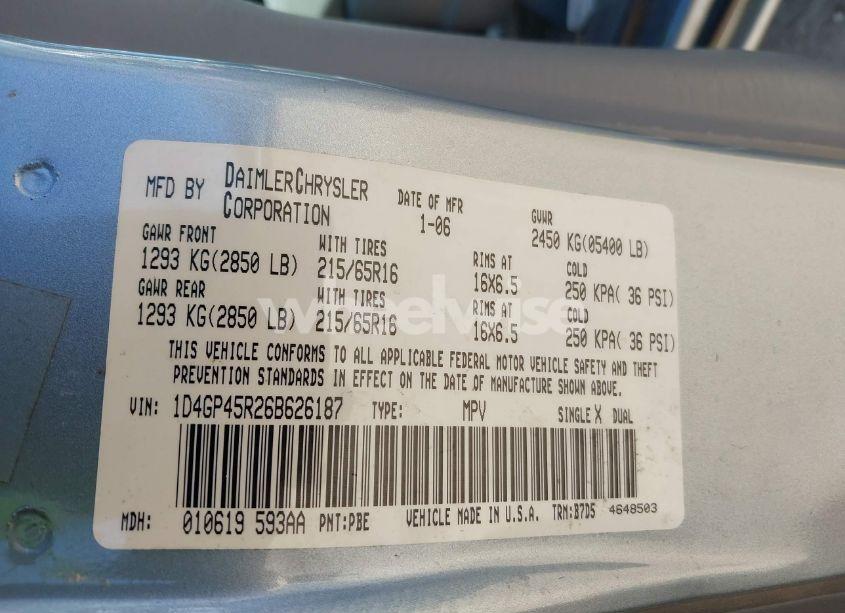 MFD BY DAIMLERCHRYSLER CORPORATION
DATE OF MFR 1-06
GVWR 2450 KG(05400 LB)
GAWR FRONT WITH TIRES RIMS AT COLD
1293 KG(2850 LB) 215/65R16 16X6.5 250 KPA( 36 PSI)
GAWR REAR WITH TIRES RIMS AT COLD
1293 KG(2850 LB) 215/65R16 16X6.5 250 KPA( 36 PSI)
THIS VEHICLE CONFORMS TO ALL APPLICABLE FEDERAL MOTOR VEHICLE SAFETY AND THEFT
PREVENTION STANDARDS IN EFFECT ON THE DATE OF MANUFACTURE SHOWN ABOVE.
VIN: 1D4GP45R26B626187 TYPE: MPV SINGLE X DUAL
MDH: 010619 593AA PNT:PBE VEHICLE MADE IN U.S.A. TRM:B7D5 4648503
wheelwise